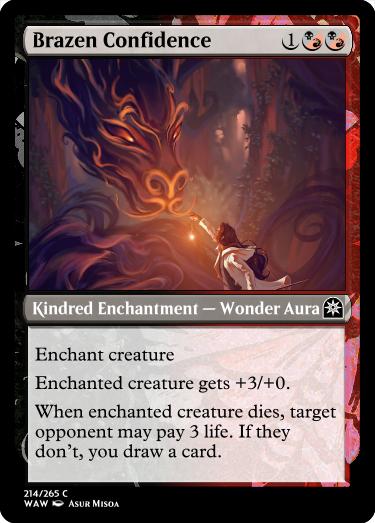 Brazen Confidence 1
Kindred Enchantment — Wonder Aura
Enchant creature
Enchanted creature gets +3/+0.
When enchanted creature dies, target
opponent may pay 3 life. If they
don't, you draw a card.
214/265 C
WAW Asur Misoa